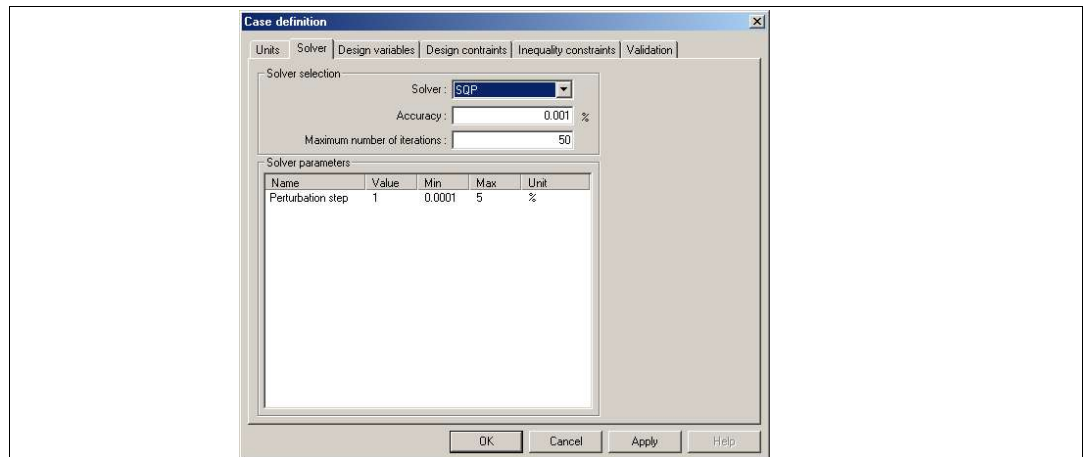 Case definition
Units Solver Design variables Design contraints Inequality constraints Validation
Solver selection
Solver : SQP
Accuracy : 0.001 %
Maximum number of iterations : 50
Solver parameters
Name Value Min Max Unit
Perturbation step 1 0.0001 5 %
OK Cancel Apply Help